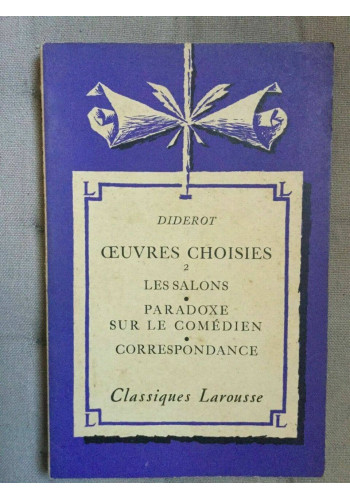 L L
DIDEROT
ŒUVRES CHOISIES
2
LES SALONS
•
PARADOXE
SUR LE COMÉDIEN
•
CORRESPONDANCE
Classiques Larousse
L L